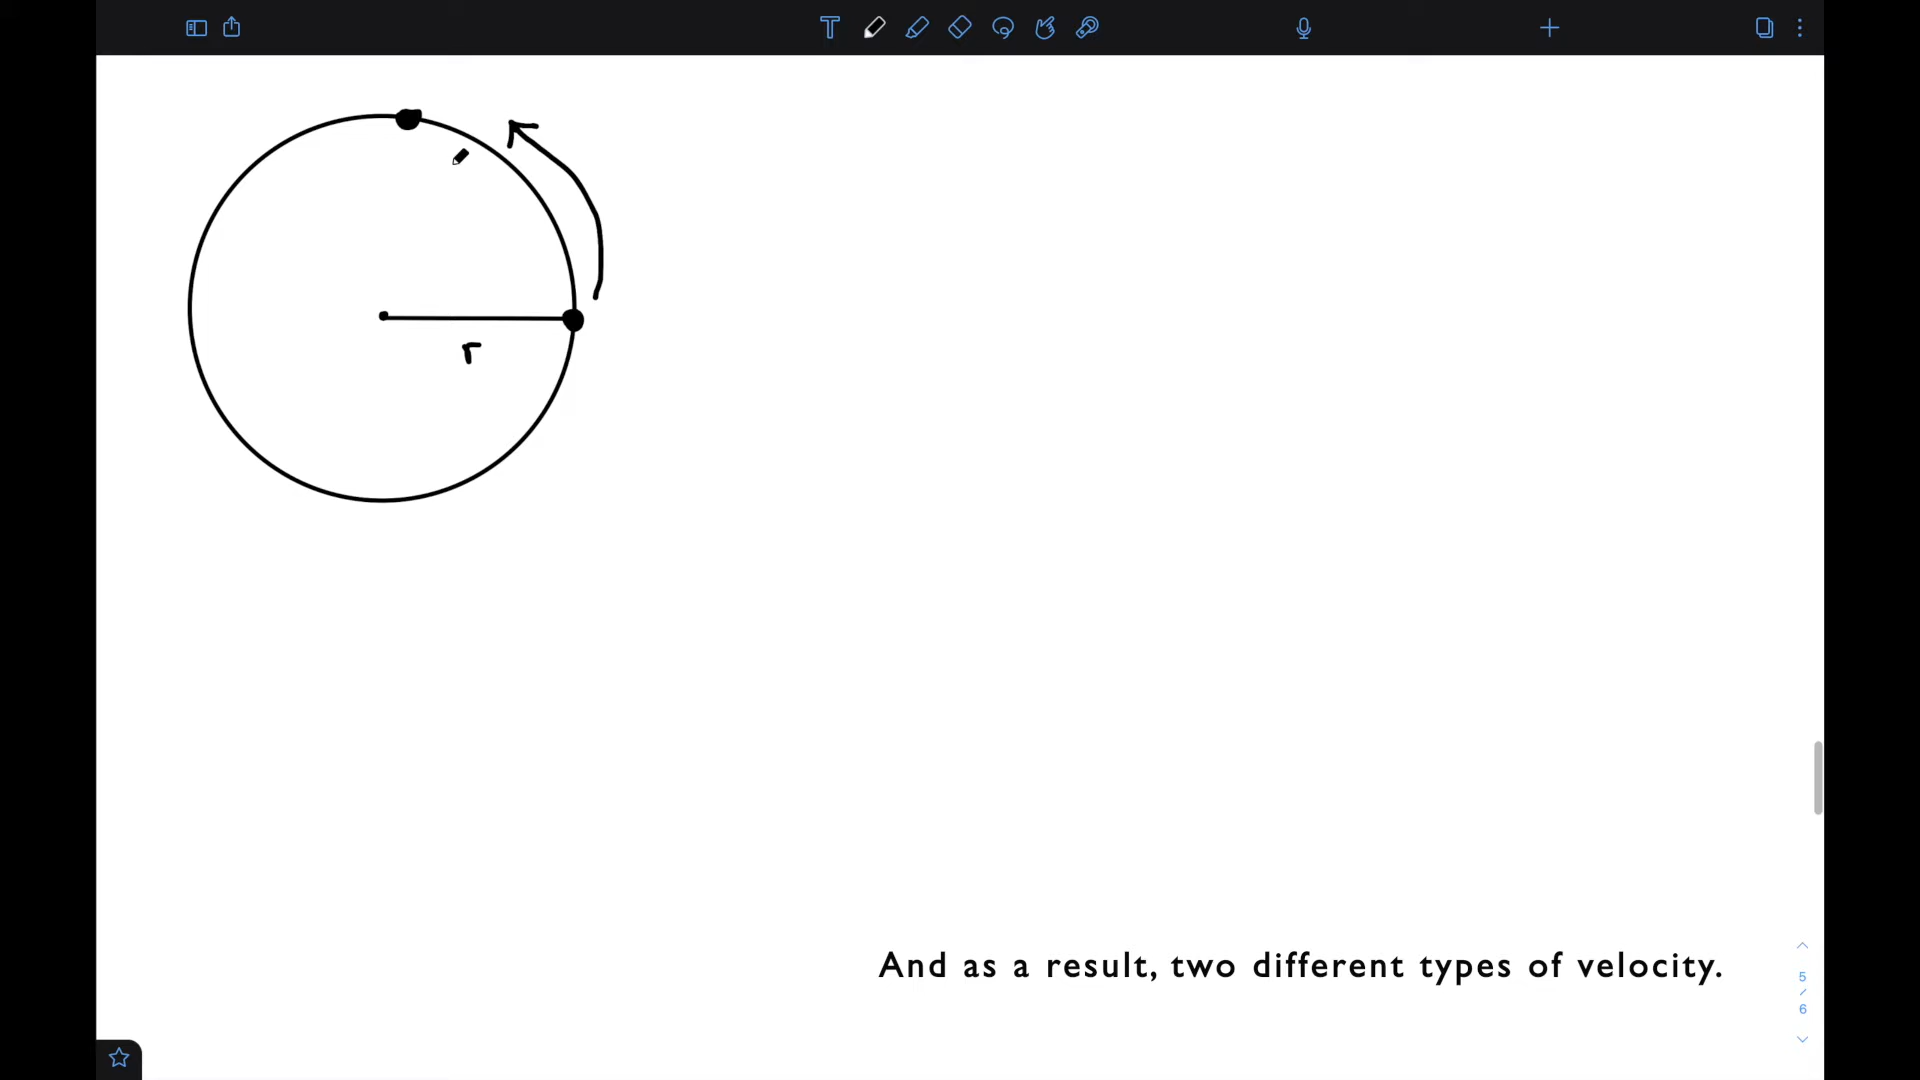 r
And as a result, two different types of velocity.
5
/
6